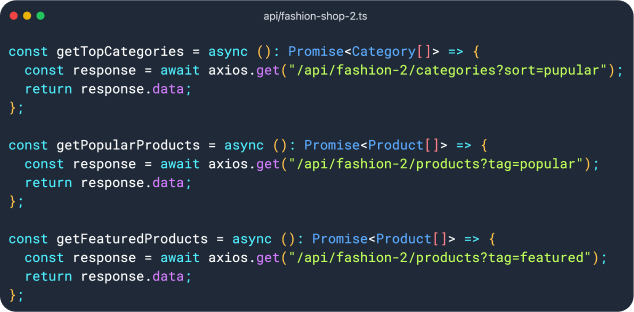 api/fashion-shop-2.ts
const getTopCategories = async (): Promise<Category[]> => {
  const response = await axios.get("/api/fashion-2/categories?sort=pupular");
  return response.data;
};

const getPopularProducts = async (): Promise<Product[]> => {
  const response = await axios.get("/api/fashion-2/products?tag=popular");
  return response.data;
};

const getFeaturedProducts = async (): Promise<Product[]> => {
  const response = await axios.get("/api/fashion-2/products?tag=featured");
  return response.data;
};